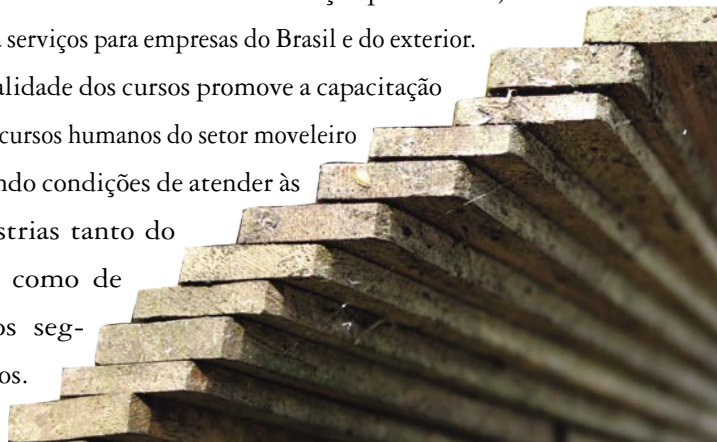 serviços para empresas do Brasil e do exterior.
alidade dos cursos promove a capacitação
cursos humanos do setor moveleiro
ndo condições de atender às
strias tanto do
como de
os seg-
os.